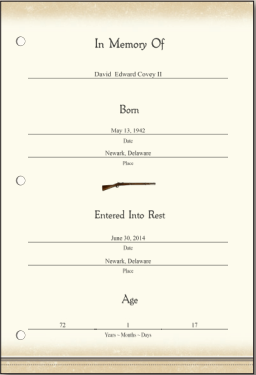 In Memory Of
David Edward Covey II
Born
May 13, 1942
Date
Newark, Delaware
Place
Entered Into Rest
June 30, 2014
Date
Newark, Delaware
Place
Age
72 1 17
Years - Months - Days